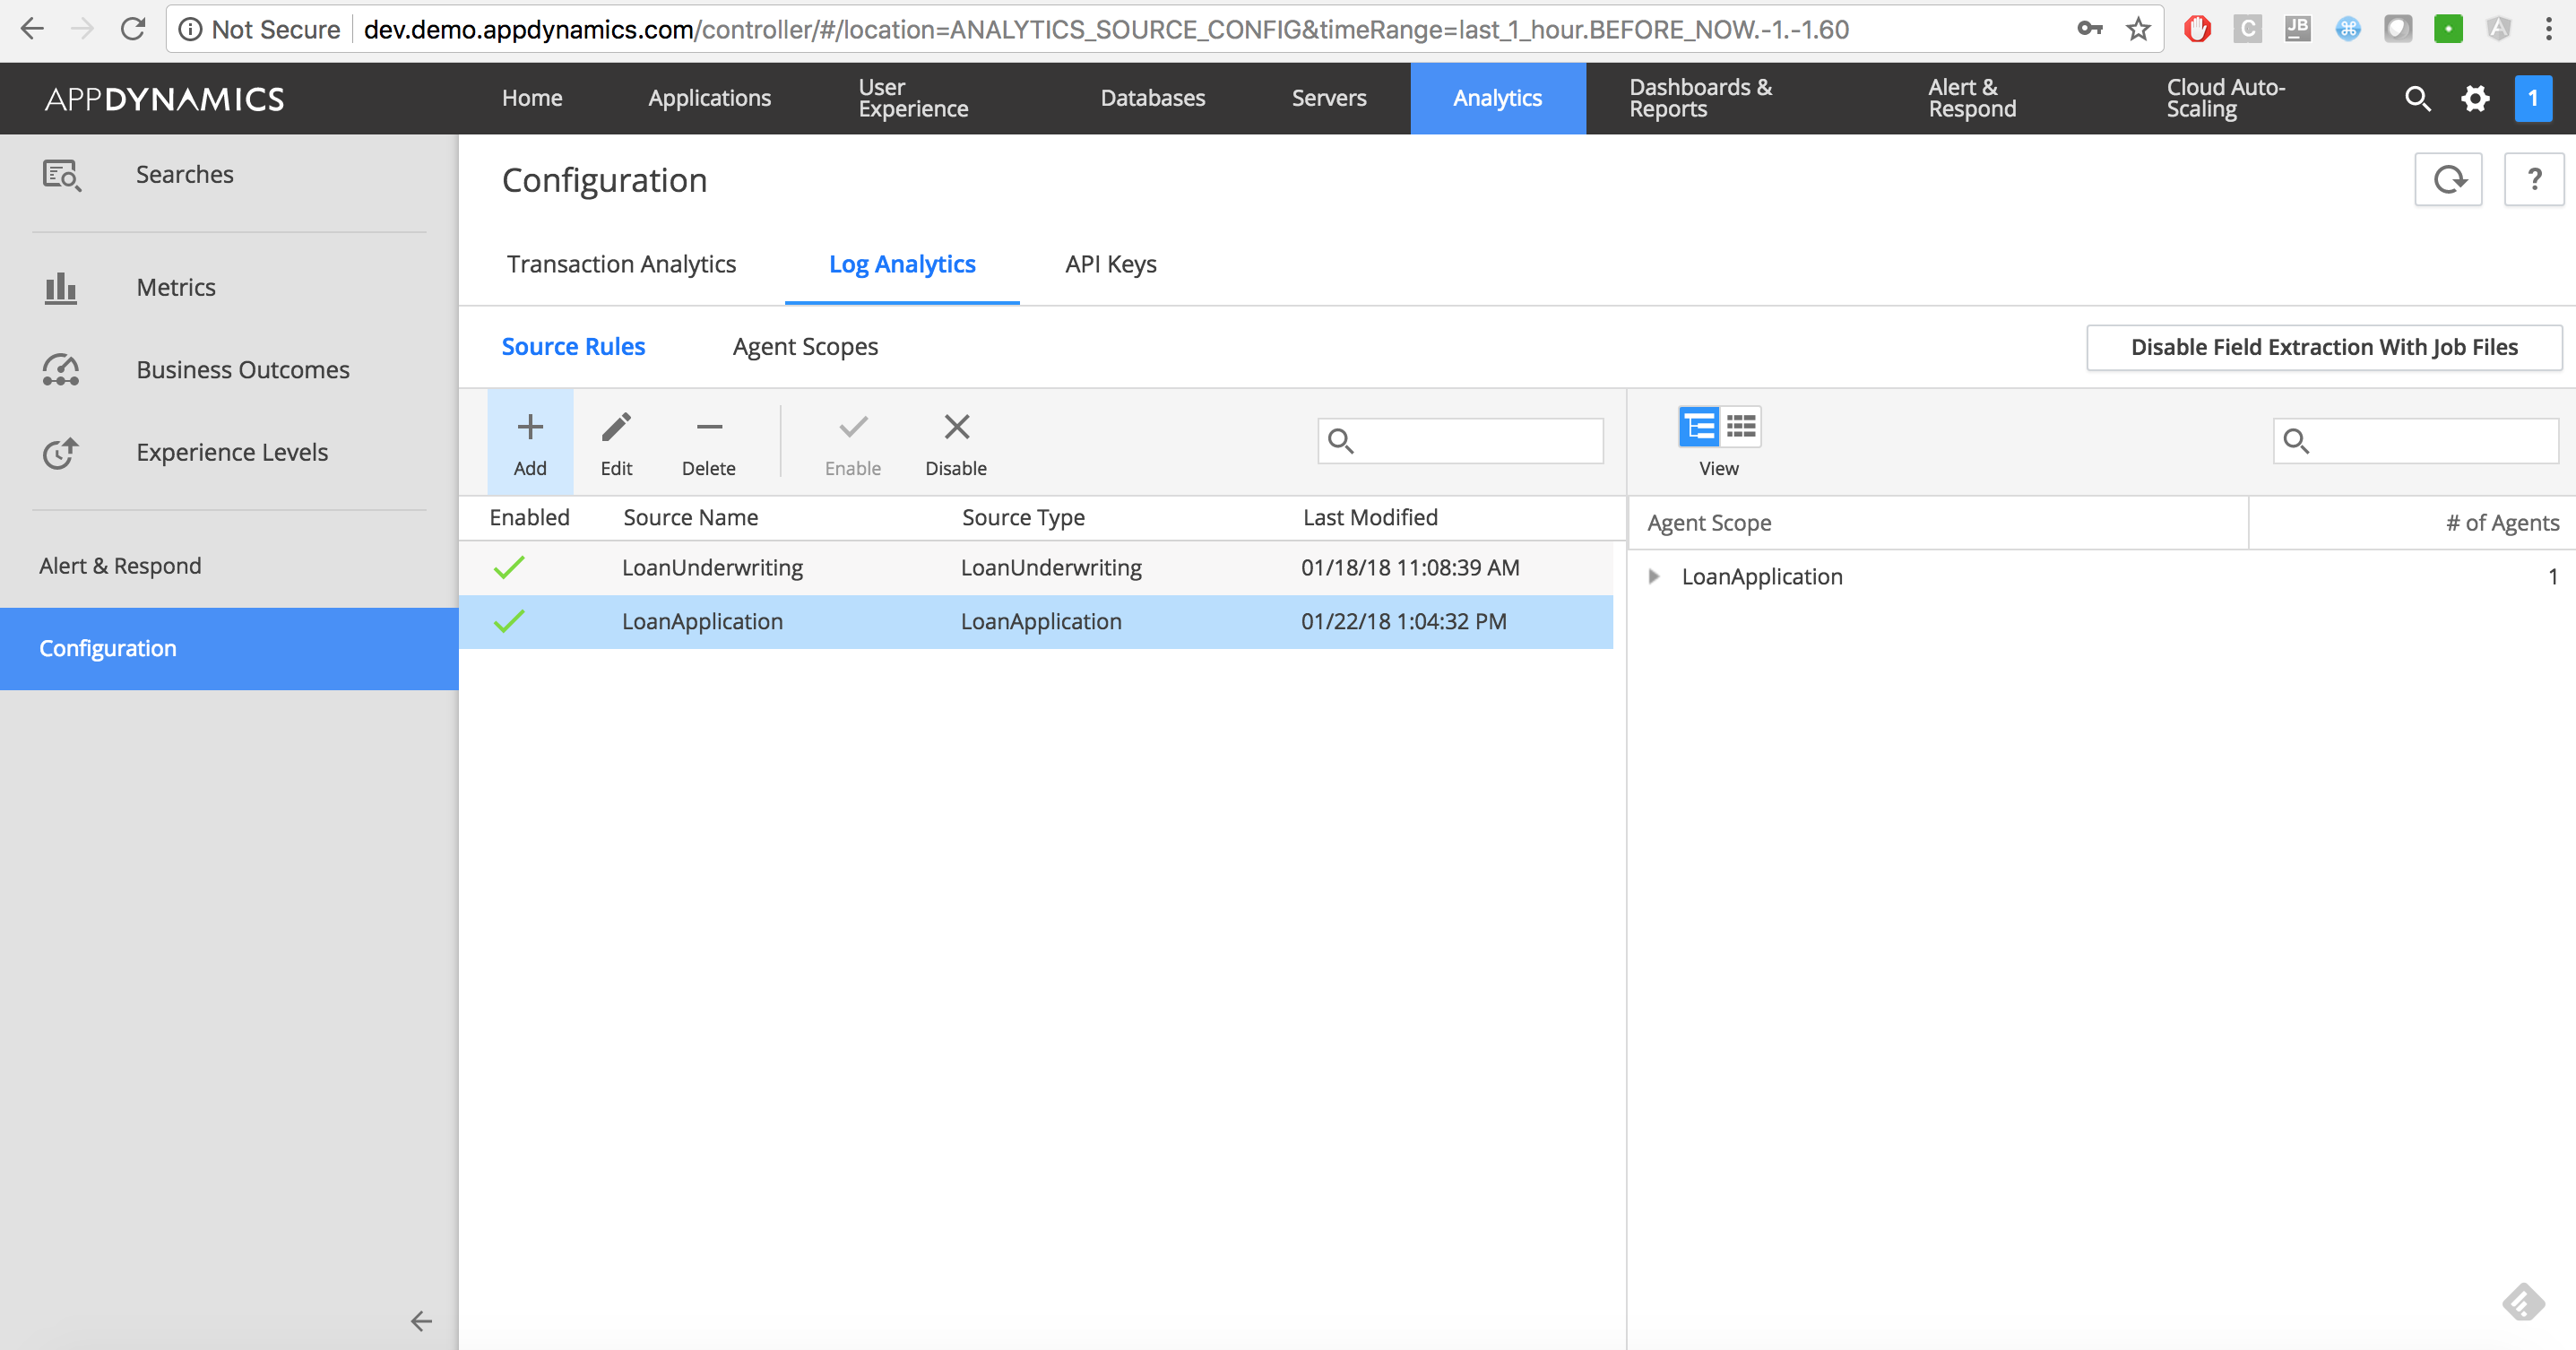 Not Secure dev.demo.appdynamics.com/controller/#/location=ANALYTICS_SOURCE_CONFIG&timeRange=last_1_hour.BEFORE_NOW.-1.-1.60
C JB A
APPDYNAMICS Home Applications User Experience Databases Servers Analytics Dashboards & Reports Alert & Respond Cloud Auto-Scaling 1
Searches
Metrics
Business Outcomes
Experience Levels
Alert & Respond
Configuration
Configuration
?
Transaction Analytics Log Analytics API Keys
Source Rules Agent Scopes Disable Field Extraction With Job Files
Add Edit Delete Enable Disable
Enabled Source Name Source Type Last Modified
LoanUnderwriting LoanUnderwriting 01/18/18 11:08:39 AM
LoanApplication LoanApplication 01/22/18 1:04:32 PM
View
Agent Scope # of Agents
LoanApplication 1